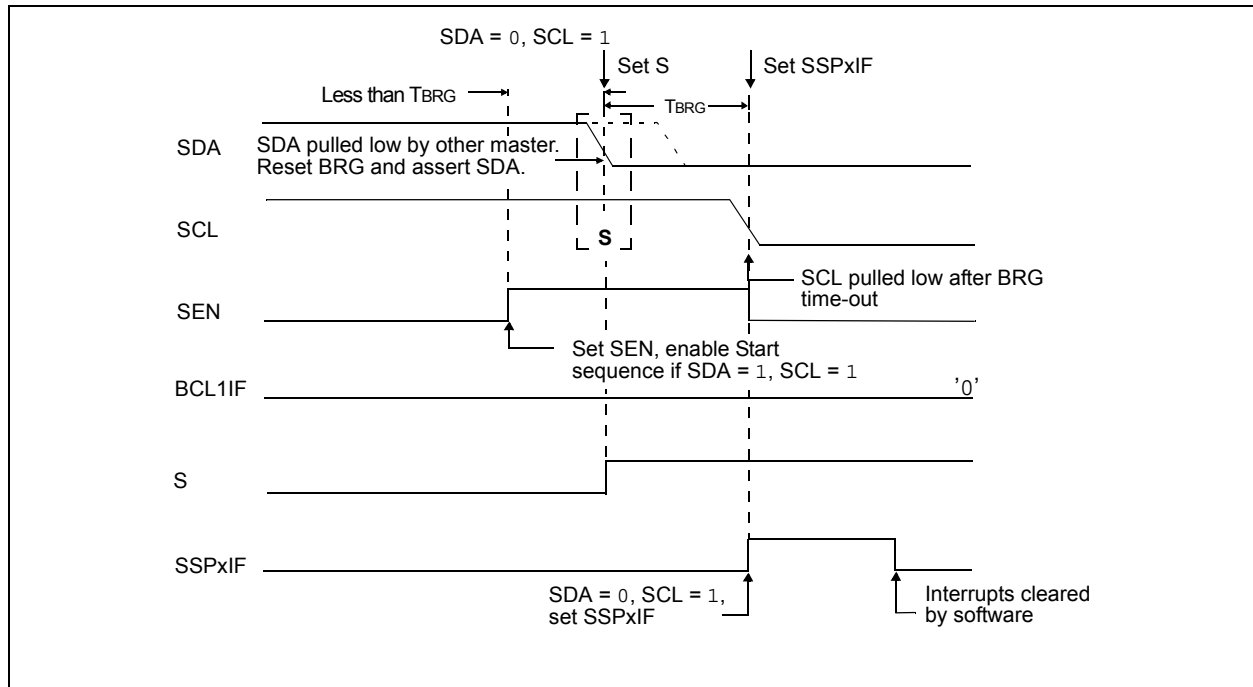 SDA = 0, SCL = 1
Set S
Set SSPxIF
Less than TBRG
TBRG
SDA
SDA pulled low by other master.
Reset BRG and assert SDA.
SCL
S
SCL pulled low after BRG
time-out
SEN
Set SEN, enable Start
sequence if SDA = 1, SCL = 1
BCL1IF
'0'
S
SSPxIF
SDA = 0, SCL = 1,
set SSPxIF
Interrupts cleared
by software